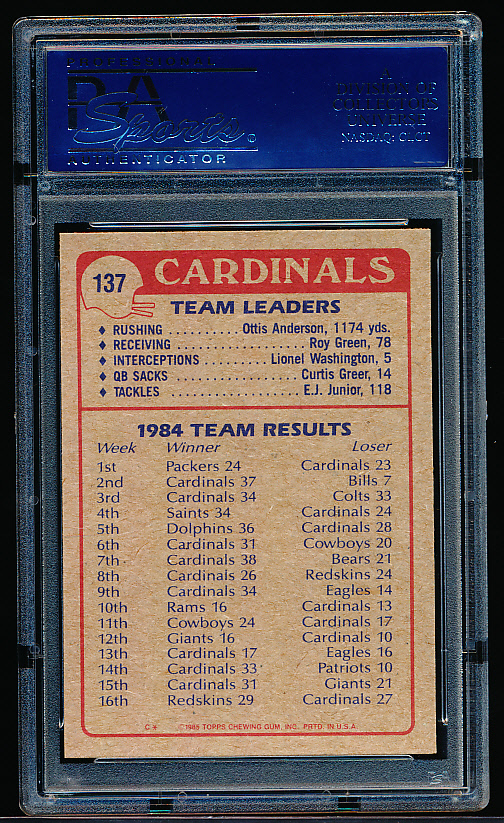 PROFESSIONAL
PSA
Sports©
AUTHENTICATOR
A
DIVISION OF
COLLECTORS
UNIVERSE
NASDAQ: CLCT
137
CARDINALS
TEAM LEADERS
♦ RUSHING .......... Ottis Anderson, 1174 yds.
♦ RECEIVING .................. Roy Green, 78
♦ INTERCEPTIONS ........ Lionel Washington, 5
♦ QB SACKS ................. Curtis Greer, 14
♦ TACKLES .................. E.J. Junior, 118
1984 TEAM RESULTS
Week Winner Loser
1st Packers 24 Cardinals 23
2nd Cardinals 37 Bills 7
3rd Cardinals 34 Colts 33
4th Saints 34 Cardinals 24
5th Dolphins 36 Cardinals 28
6th Cardinals 31 Cowboys 20
7th Cardinals 38 Bears 21
8th Cardinals 26 Redskins 24
9th Cardinals 34 Eagles 14
10th Rams 16 Cardinals 13
11th Cowboys 24 Cardinals 17
12th Giants 16 Cardinals 10
13th Cardinals 17 Eagles 16
14th Cardinals 33 Patriots 10
15th Cardinals 31 Giants 21
16th Redskins 29 Cardinals 27
C* ©1985 TOPPS CHEWING GUM, INC. PRTD. IN U.S.A.